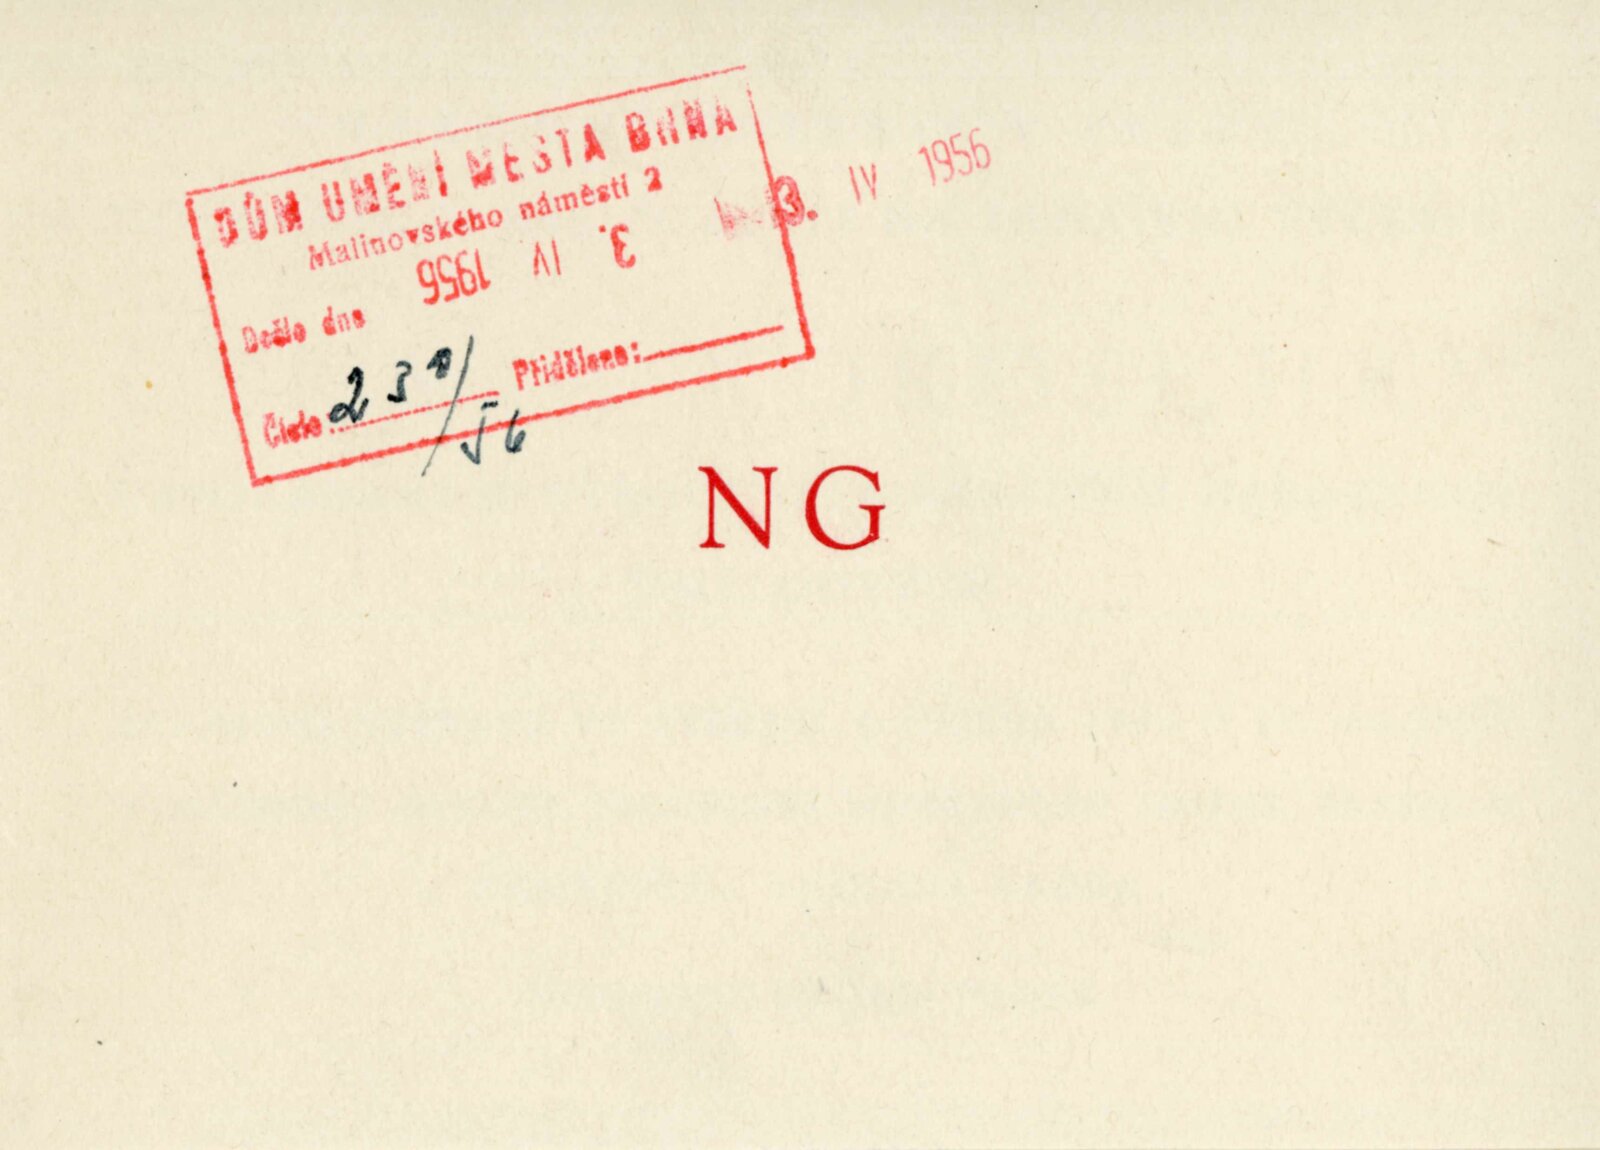 DŮM UMĚNÍ MĚSTA BRNA
Malinovského náměstí 2
3. IV 1956
3. IV 1956
Došlo dne
Číslo Přiděleno:
/56
NG